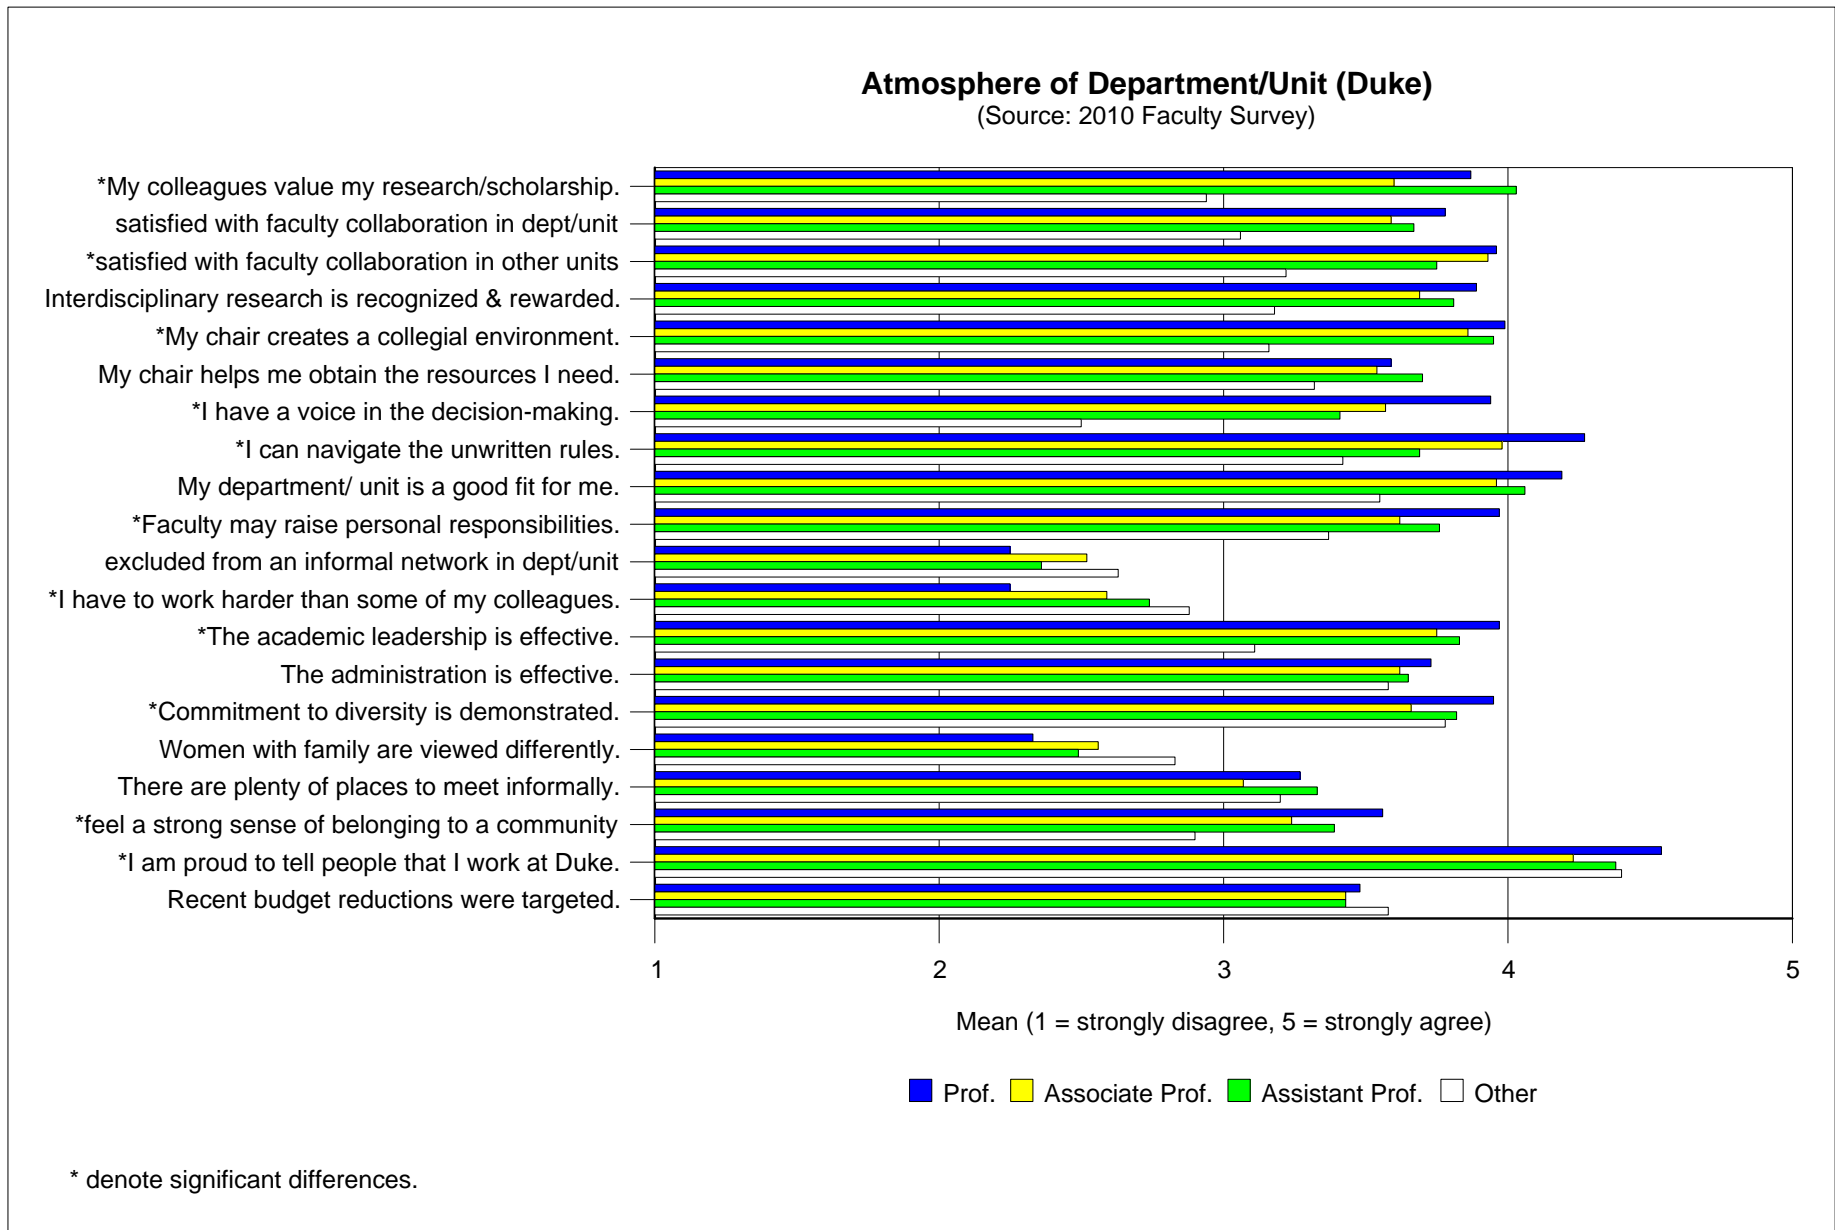 Atmosphere of Department/Unit (Duke)
(Source: 2010 Faculty Survey)
*My colleagues value my research/scholarship.
satisfied with faculty collaboration in dept/unit
*satisfied with faculty collaboration in other units
Interdisciplinary research is recognized & rewarded.
*My chair creates a collegial environment.
My chair helps me obtain the resources I need.
*I have a voice in the decision-making.
*I can navigate the unwritten rules.
My department/ unit is a good fit for me.
*Faculty may raise personal responsibilities.
excluded from an informal network in dept/unit
*I have to work harder than some of my colleagues.
*The academic leadership is effective.
The administration is effective.
*Commitment to diversity is demonstrated.
Women with family are viewed differently.
There are plenty of places to meet informally.
*feel a strong sense of belonging to a community
*I am proud to tell people that I work at Duke.
Recent budget reductions were targeted.
1 2 3 4 5
Mean (1 = strongly disagree, 5 = strongly agree)
Prof. Associate Prof. Assistant Prof. Other
* denote significant differences.